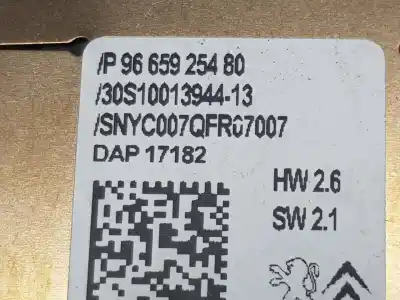 /P 96 659 254 80
/30S10013944-13
/SNYC007QFR07007
DAP 17182
HW 2.6
SW 2.1